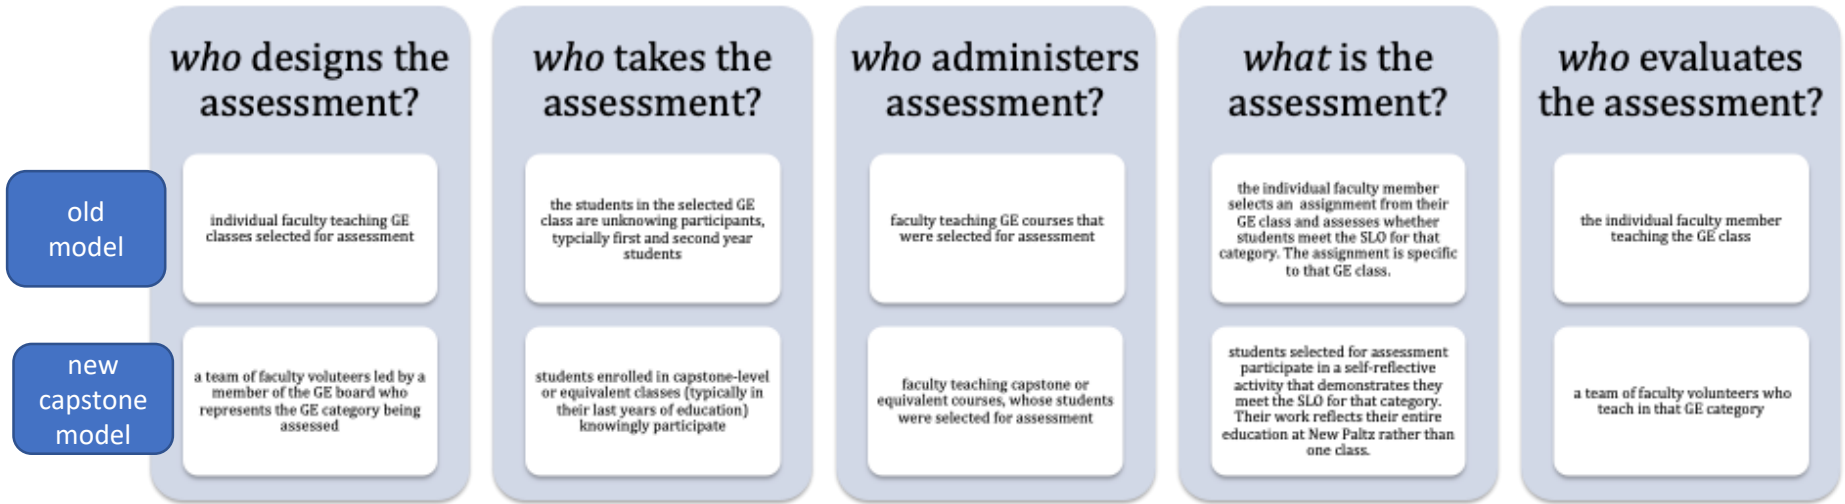 who designs the
assessment?
who takes the
assessment?
who administers
assessment?
what is the
assessment?
who evaluates
the assessment?
old
model
individual faculty teaching GE
classes selected for assessment
the students in the selected GE
class are unknowing participants,
typcially first and second year
students
faculty teaching GE courses that
were selected for assessment
the individual faculty member
selects an assignment from their
GE class and assesses whether
students meet the SLO for that
category. The assignment is specific
to that GE class.
the individual faculty member
teaching the GE class
new
capstone
model
a team of faculty voluteers led by a
member of the GE board who
represents the GE category being
assessed
students enrolled in capstone-level
or equivalent classes (typically in
their last years of education)
knowingly participate
faculty teaching capstone or
equivalent courses, whose students
were selected for assessment
students selected for assessment
participate in a self-reflective
activity that demonstrates they
meet the SLO for that category.
Their work reflects their entire
education at New Paltz rather than
one class.
a team of faculty volunteers who
teach in that GE category